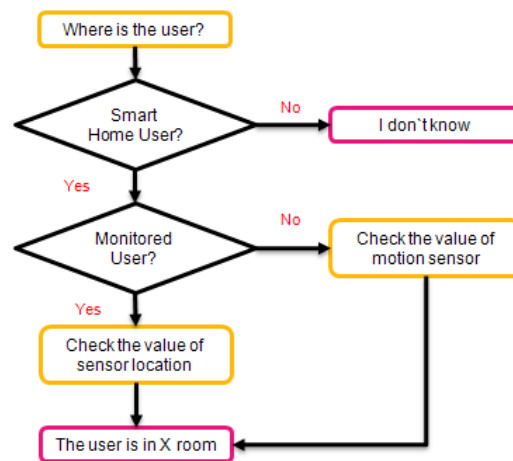 Where is the user?
Smart
Home User?
No
I don`t know
Yes
Monitored
User?
No
Check the value of
motion sensor
Yes
Check the value of
sensor location
The user is in X room